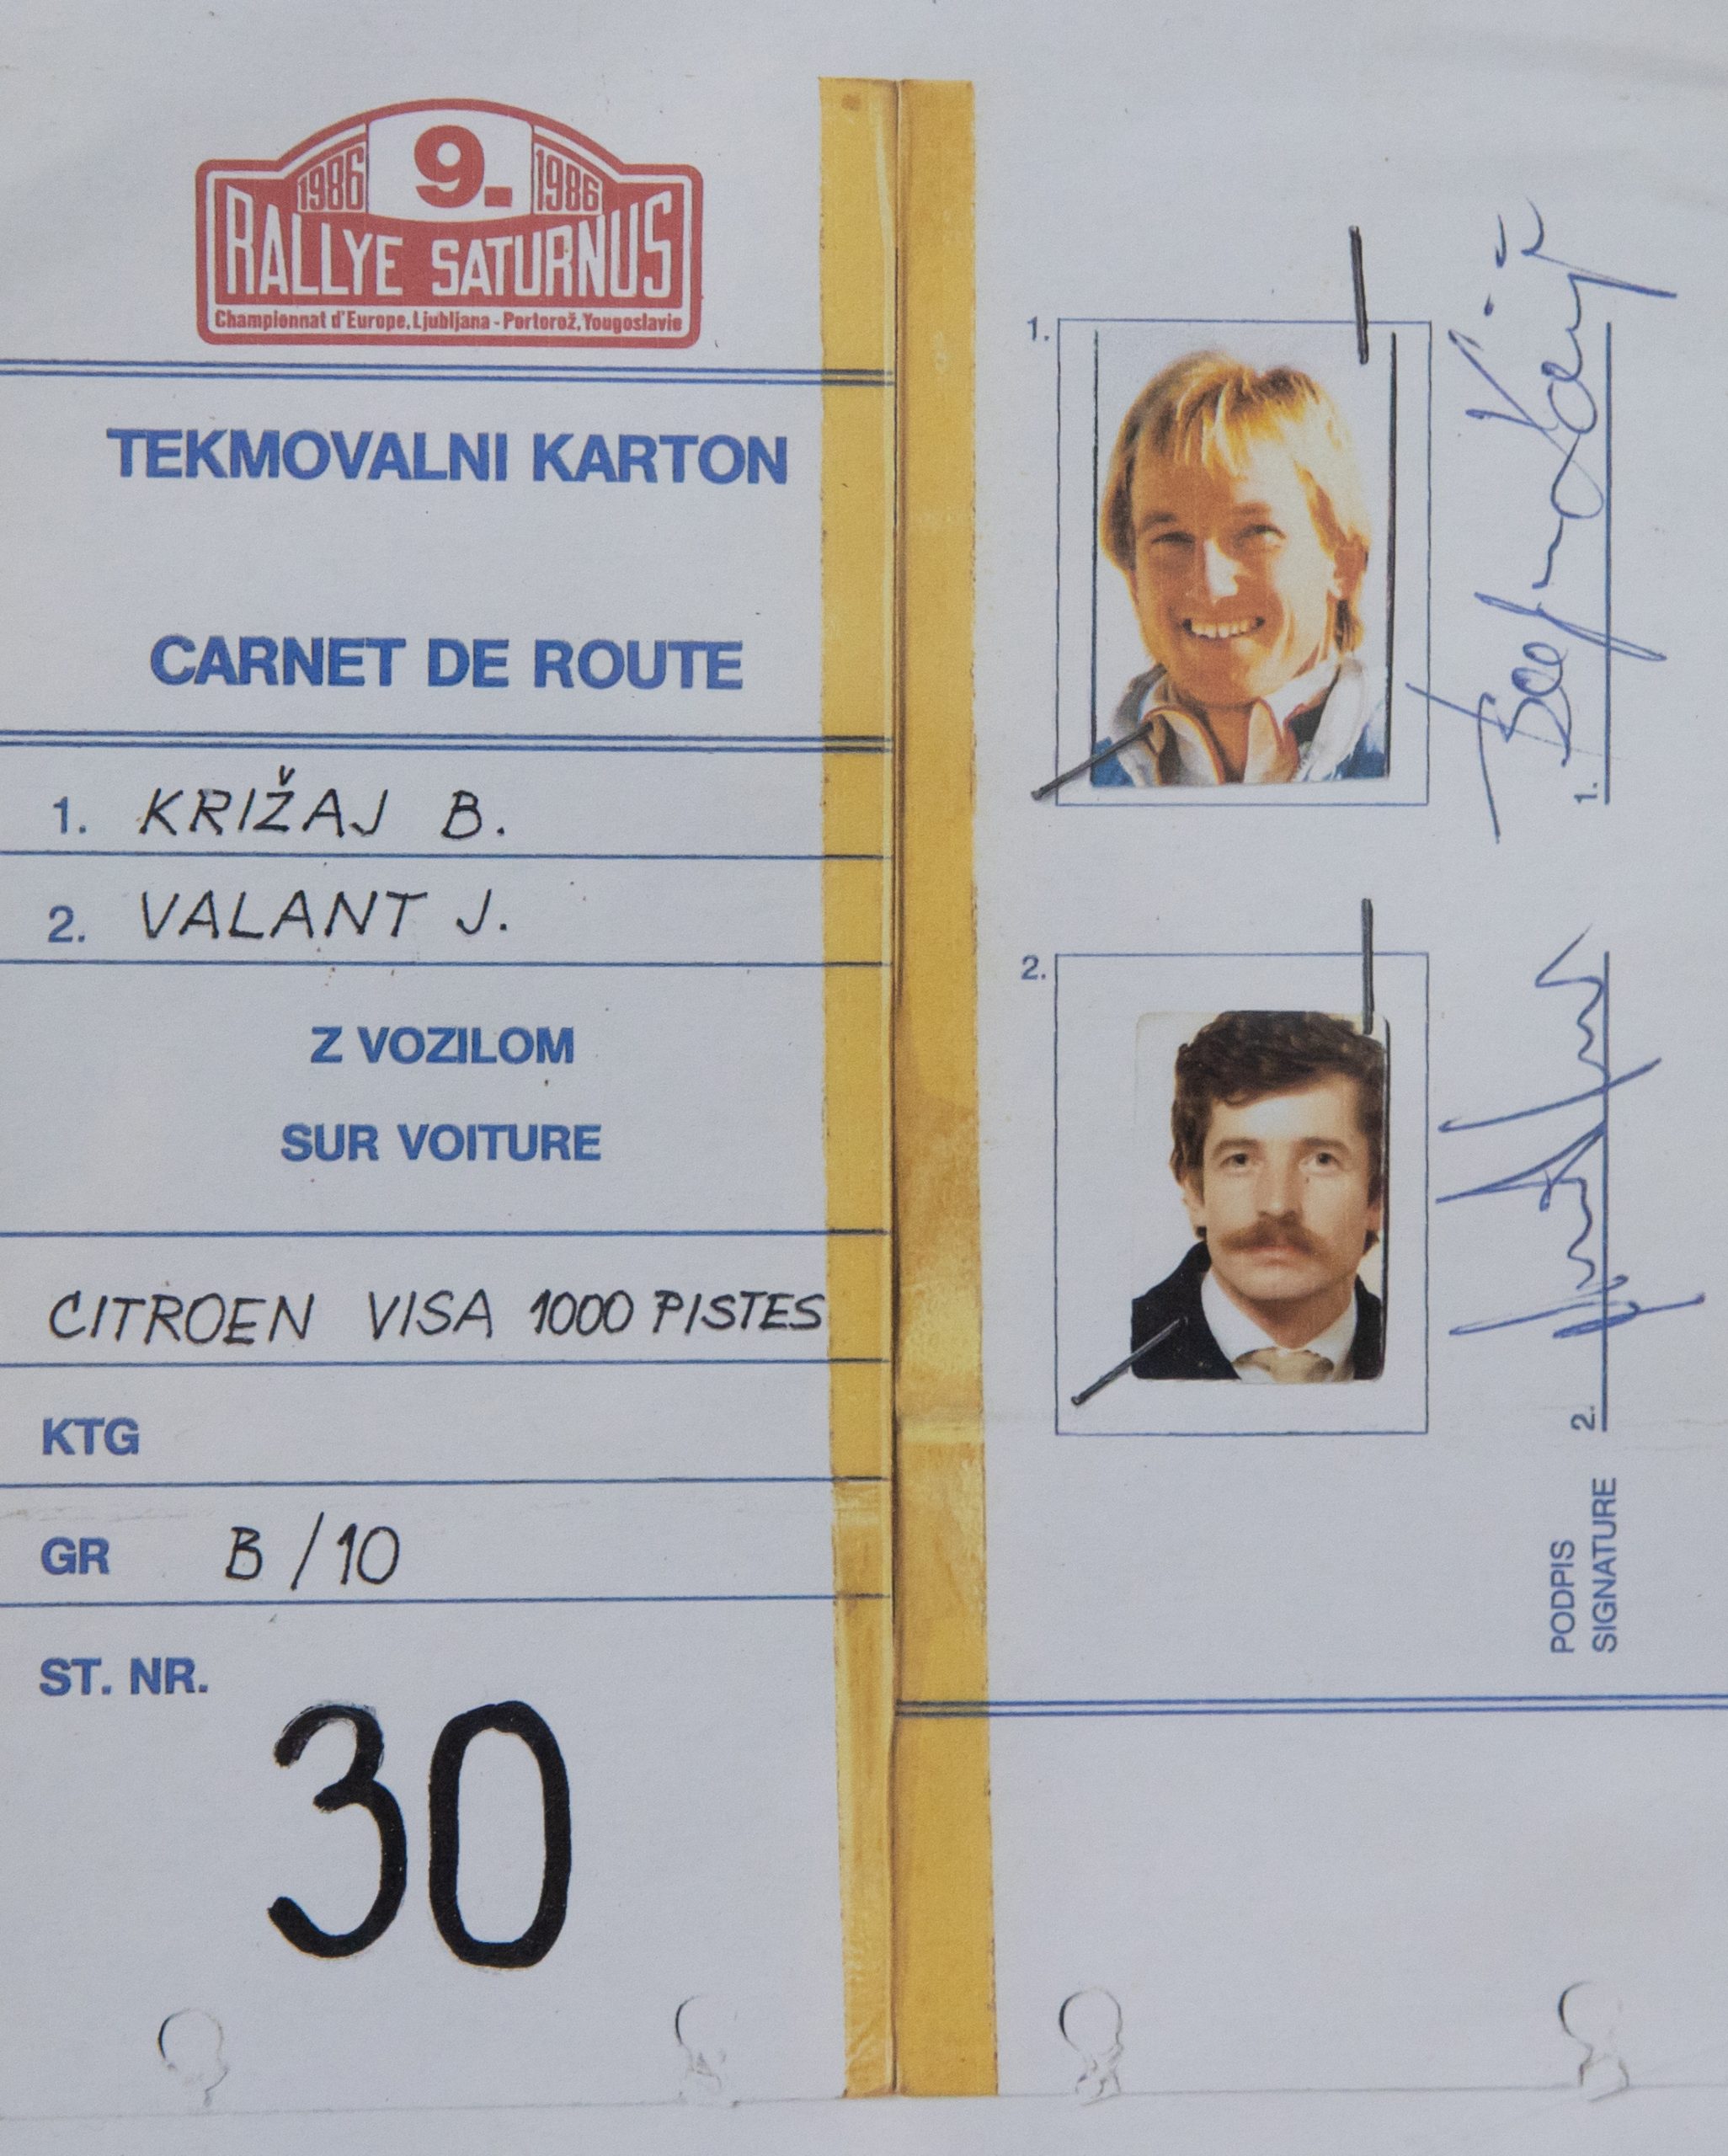 1986 9. 1986
RALLYE SATURNUS
Championnat d'Europe, Ljubljana - Portorož, Yougoslavie
TEKMOVALNI KARTON
CARNET DE ROUTE
1. KRIŽAJ B.
2. VALANT J.
Z VOZILOM
SUR VOITURE
CITROEN VISA 1000 PISTES
KTG
GR B/10
ST. NR.
30
1.
2.
1.
2.
PODPIS
SIGNATURE